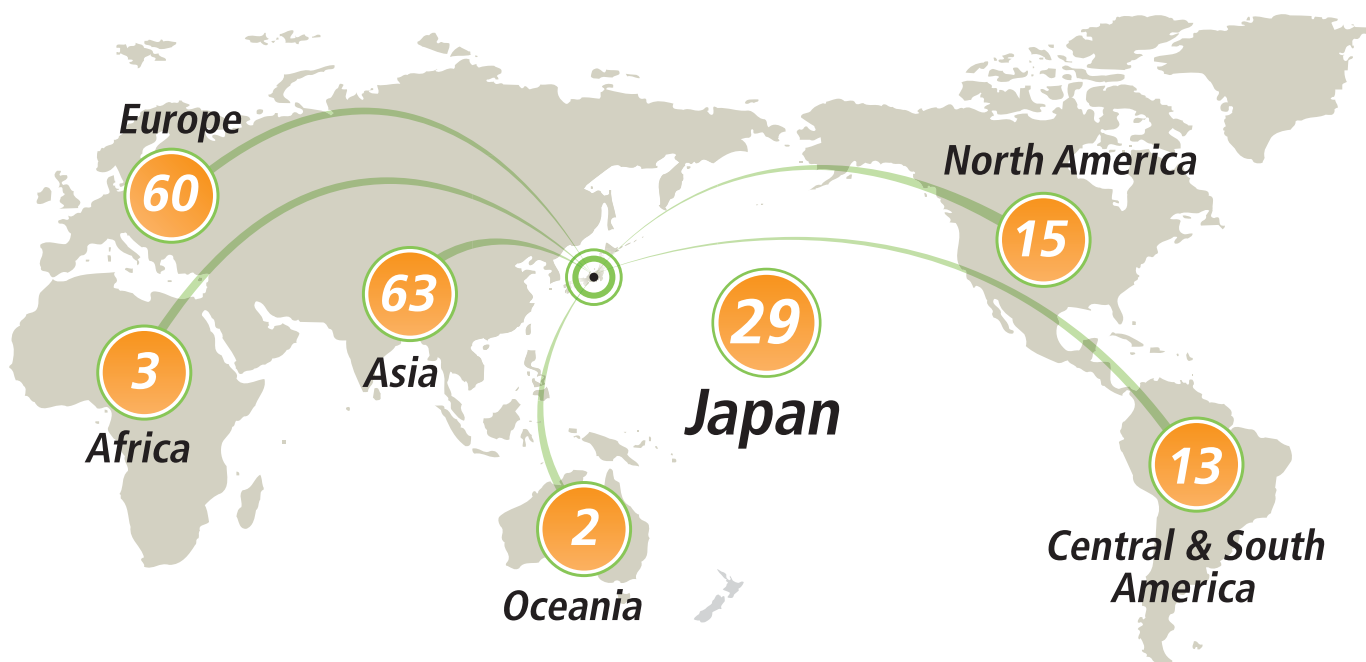 Europe
60
North America
15
63
Asia
29
Japan
3
Africa
13
Central & South
America
2
Oceania